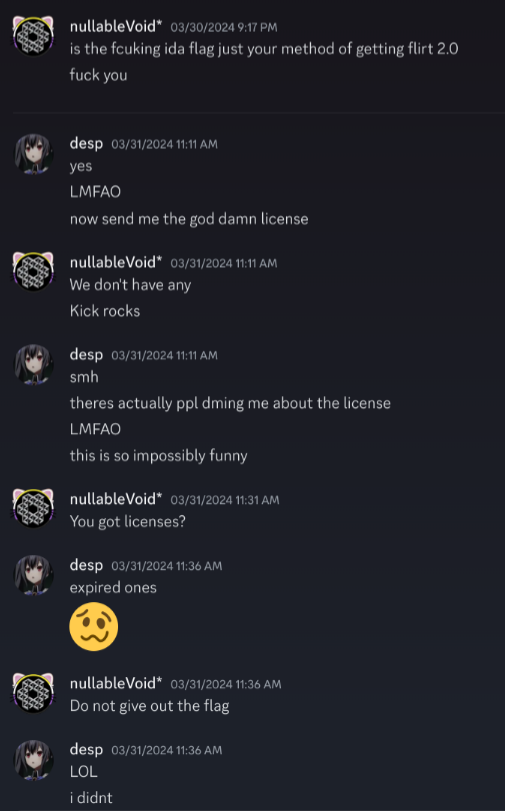 nullableVoid* 03/30/2024 9:17 PM
is the fcuking ida flag just your method of getting flirt 2.0
fuck you
desp 03/31/2024 11:11 AM
yes
LMFAO
now send me the god damn license
nullableVoid* 03/31/2024 11:11 AM
We don't have any
Kick rocks
desp 03/31/2024 11:11 AM
smh
theres actually ppl dming me about the license
LMFAO
this is so impossibly funny
nullableVoid* 03/31/2024 11:31 AM
You got licenses?
desp 03/31/2024 11:36 AM
expired ones
nullableVoid* 03/31/2024 11:36 AM
Do not give out the flag
desp 03/31/2024 11:36 AM
LOL
i didnt